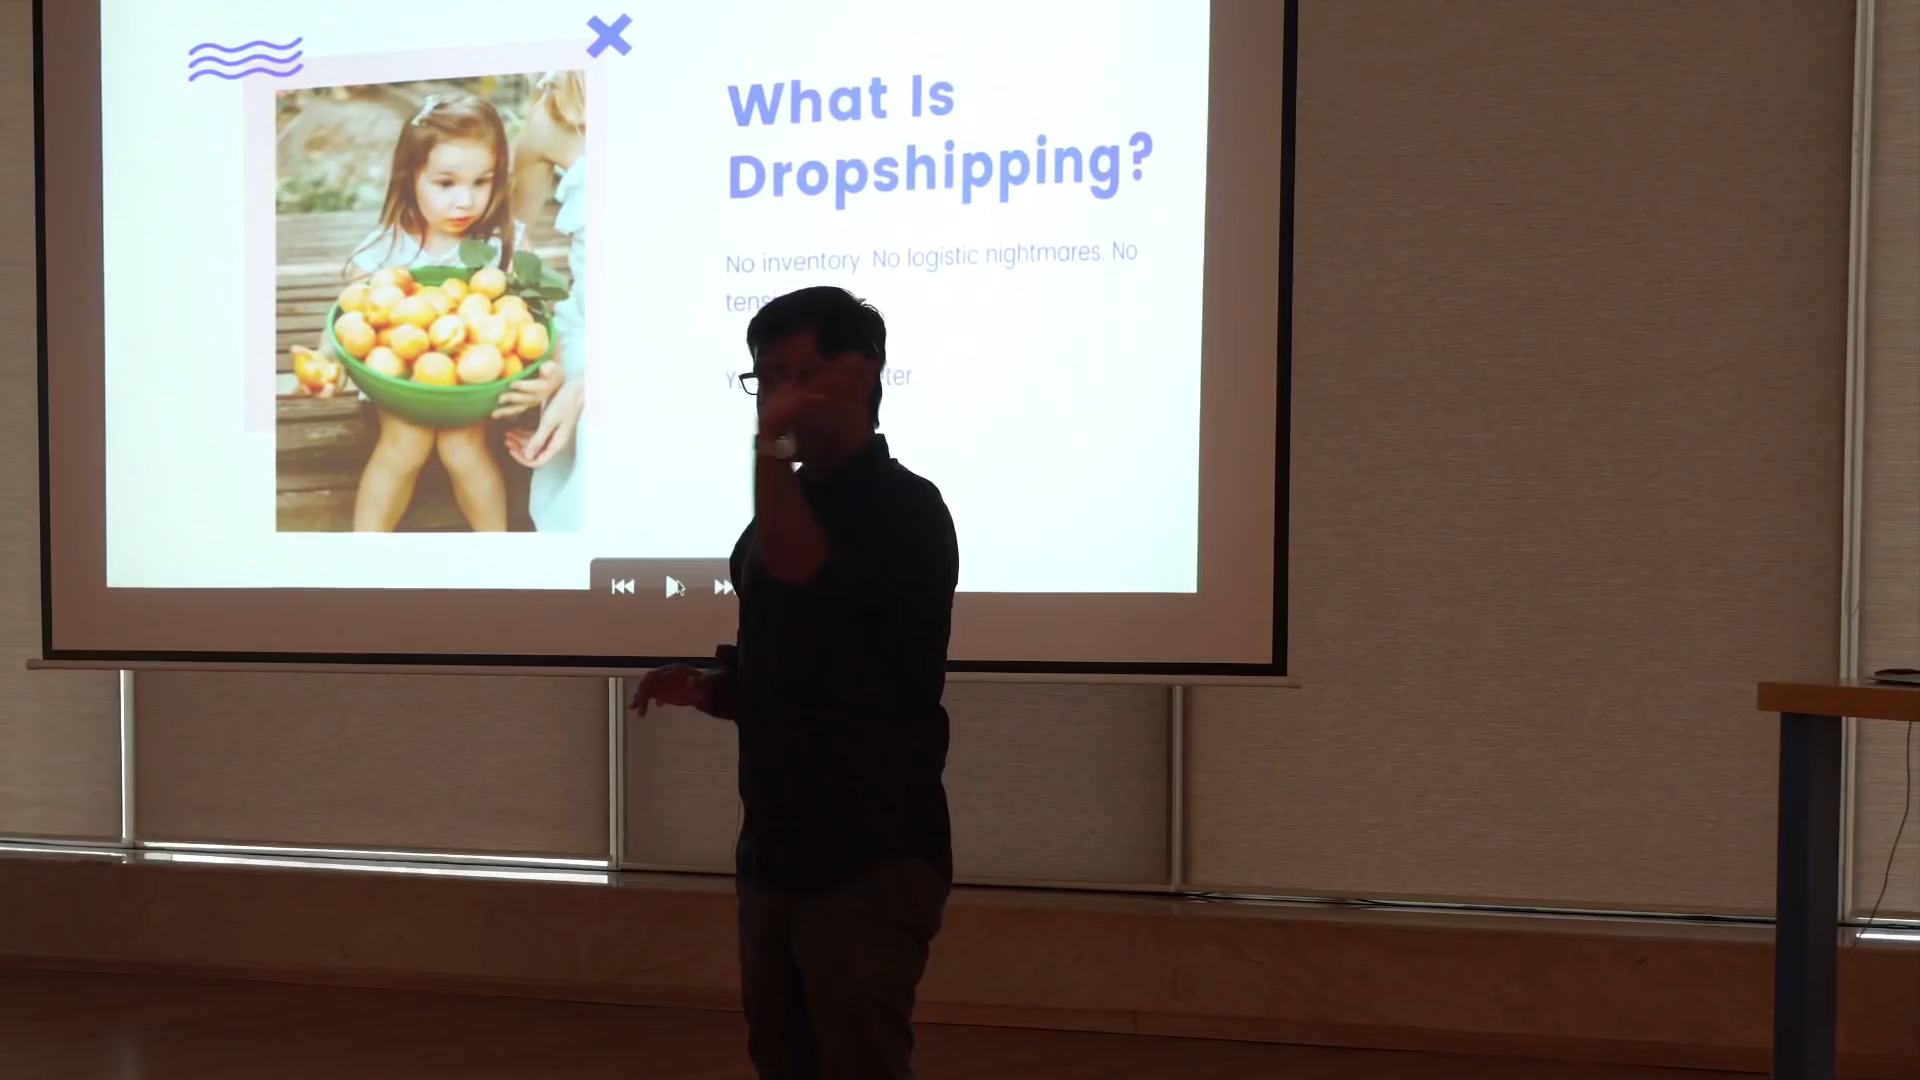 What Is
Dropshipping?
No inventory No logistic nightmares. No